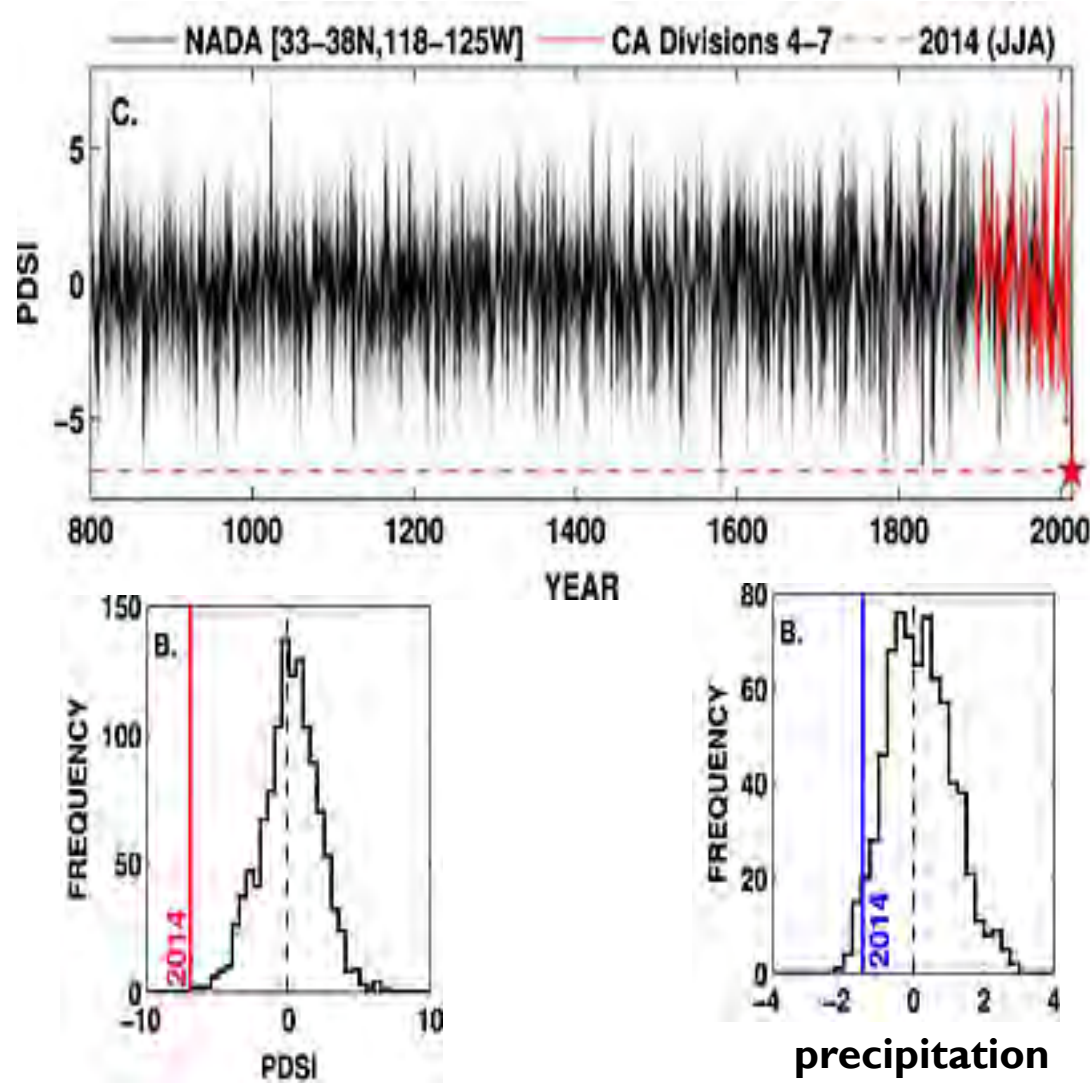 NADA [33–38N,118–125W] CA Divisions 4–7 2014 (JJA)
C.
5
0
−5
PDSI
800 1000 1200 1400 1600 1800 2000
YEAR
B.
150
100
50
0
FREQUENCY
2014
−10 0 10
PDSI
B.
80
60
40
20
0
FREQUENCY
2014
−4 −2 0 2 4
precipitation